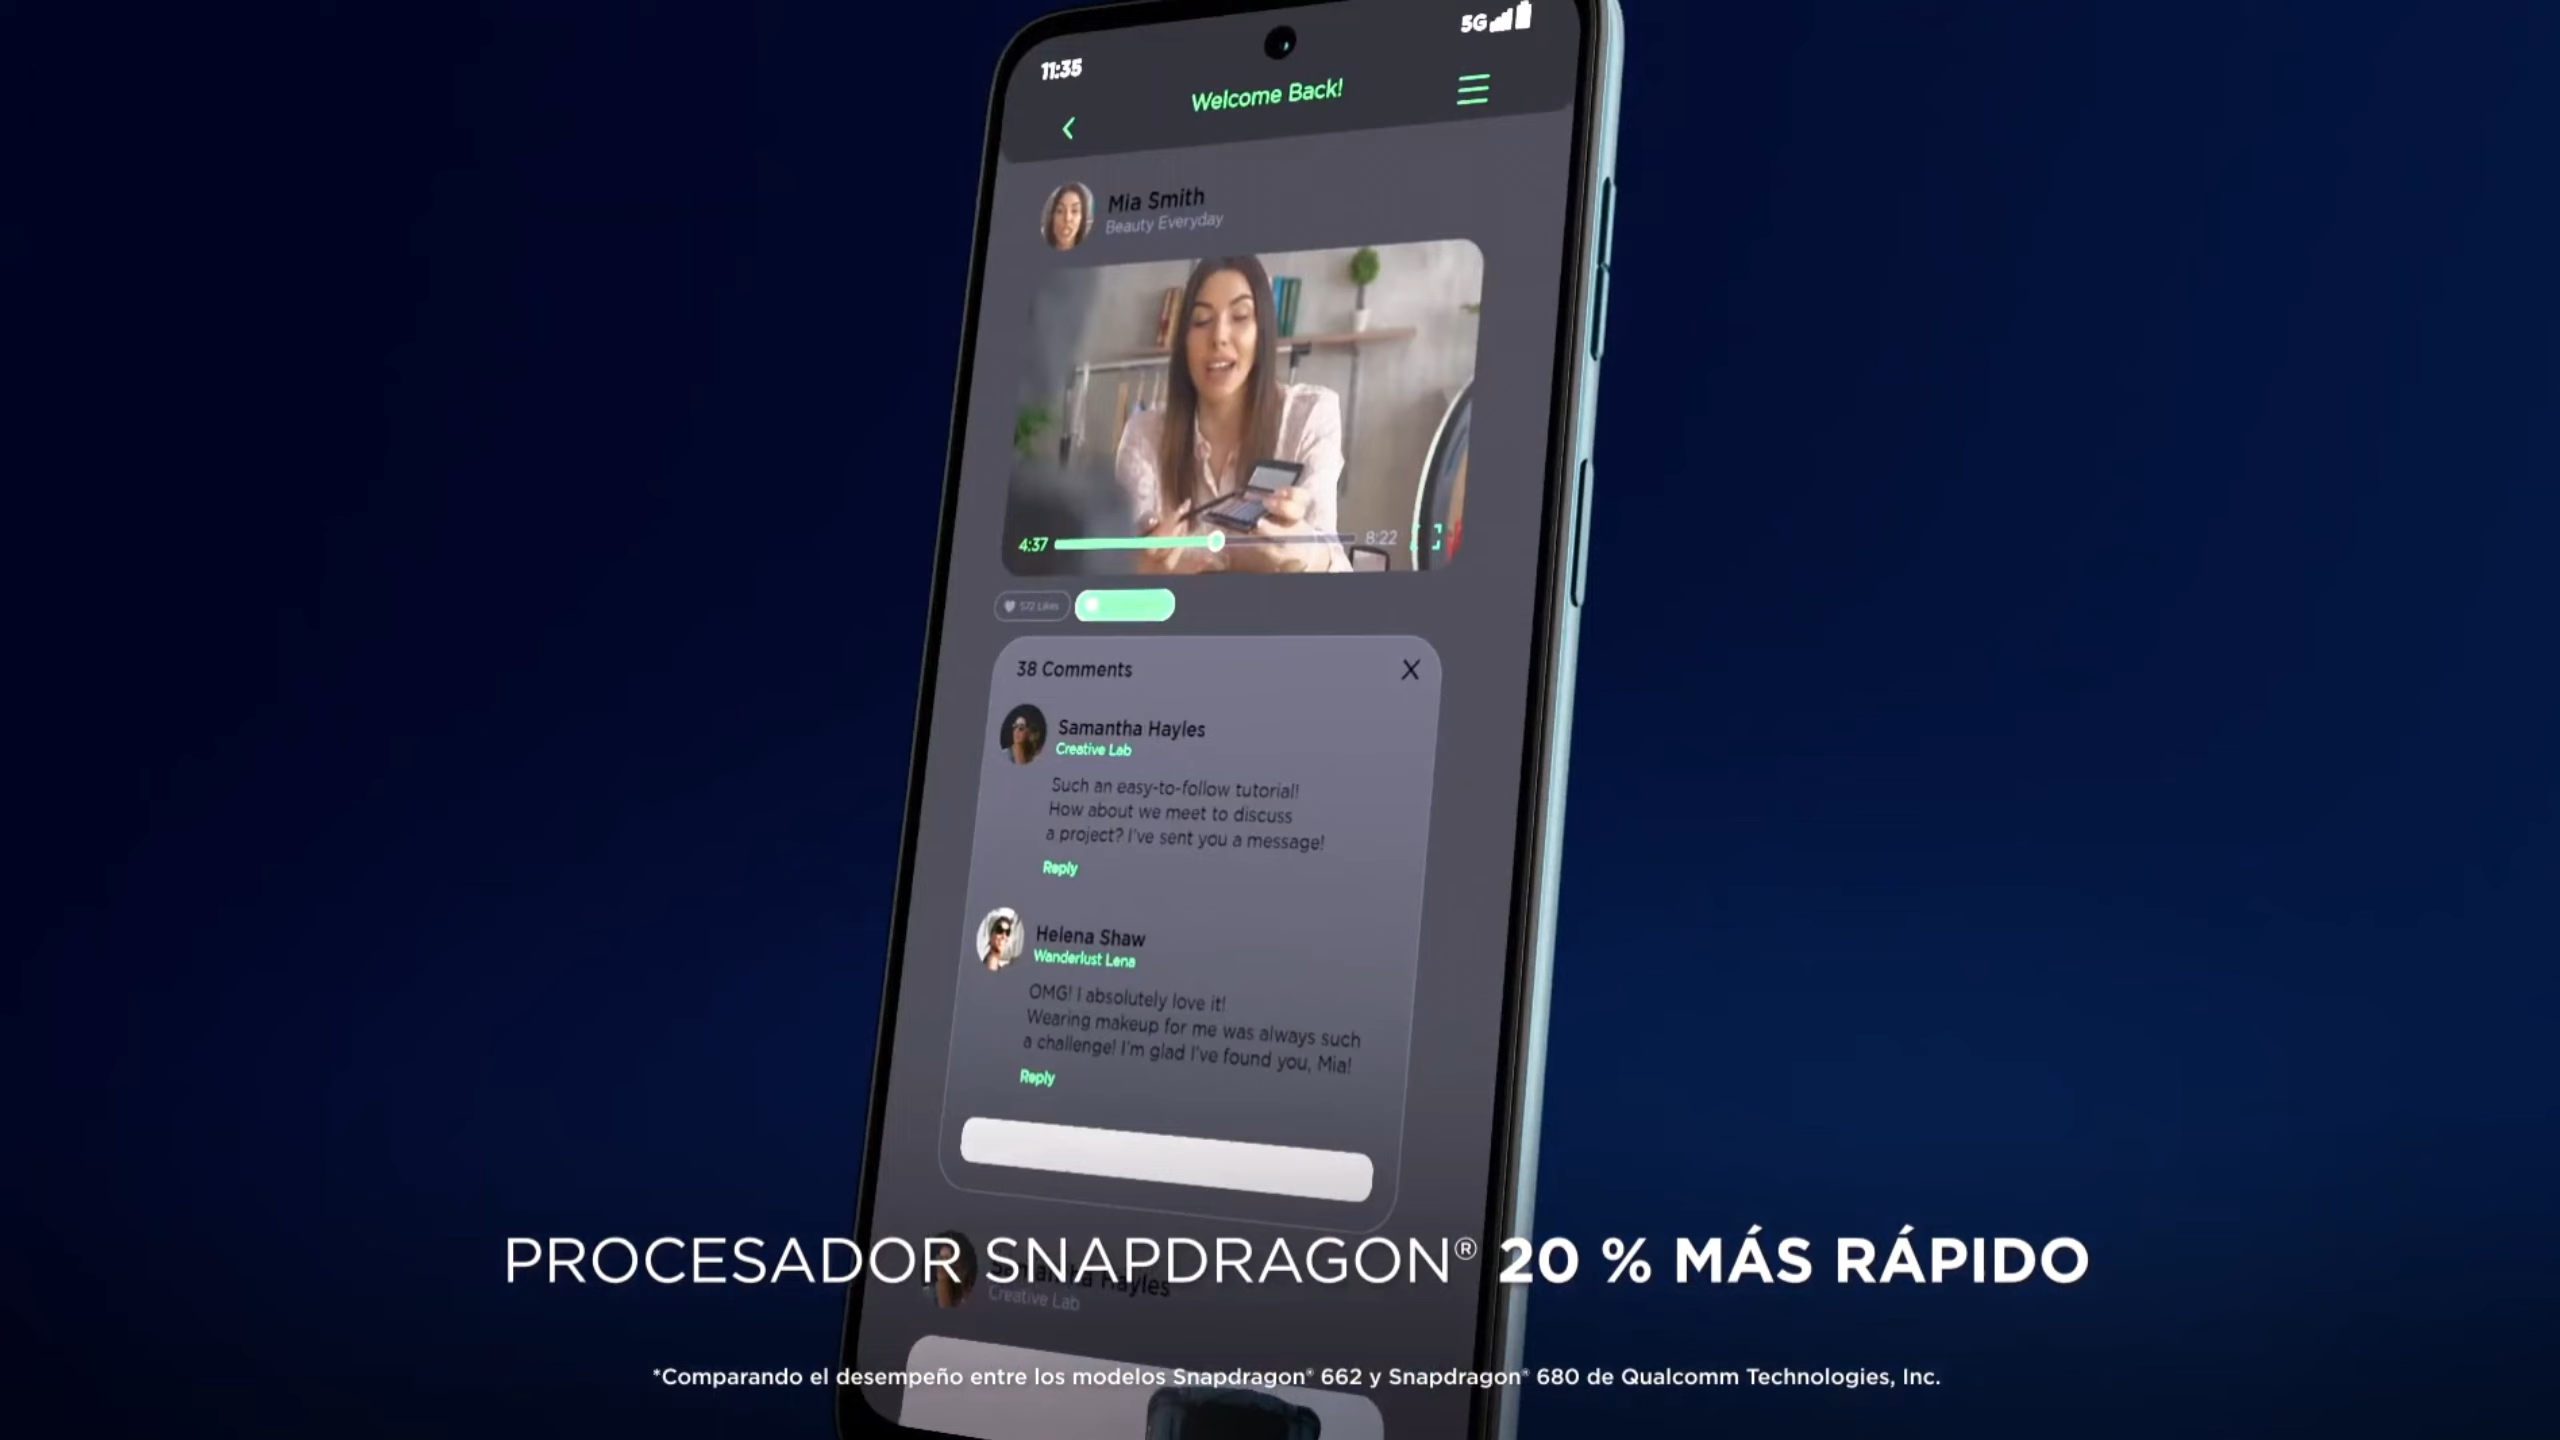 11:35
5G
Welcome Back!
Mia Smith
Beauty Everyday
4:37
8:22
572 Likes
38 Comments
Samantha Hayles
Creative Lab
Such an easy-to-follow tutorial!
How about we meet to discuss
a project? I've sent you a message!
Reply
Helena Shaw
Wanderlust Lena
OMG! I absolutely love it!
Wearing makeup for me was always such
a challenge! I'm glad I've found you, Mia!
Reply
Samantha Hayles
Creative Lab
PROCESADOR SNAPDRAGON® 20 % MÁS RÁPIDO
*Comparando el desempeño entre los modelos Snapdragon® 662 y Snapdragon® 680 de Qualcomm Technologies, Inc.